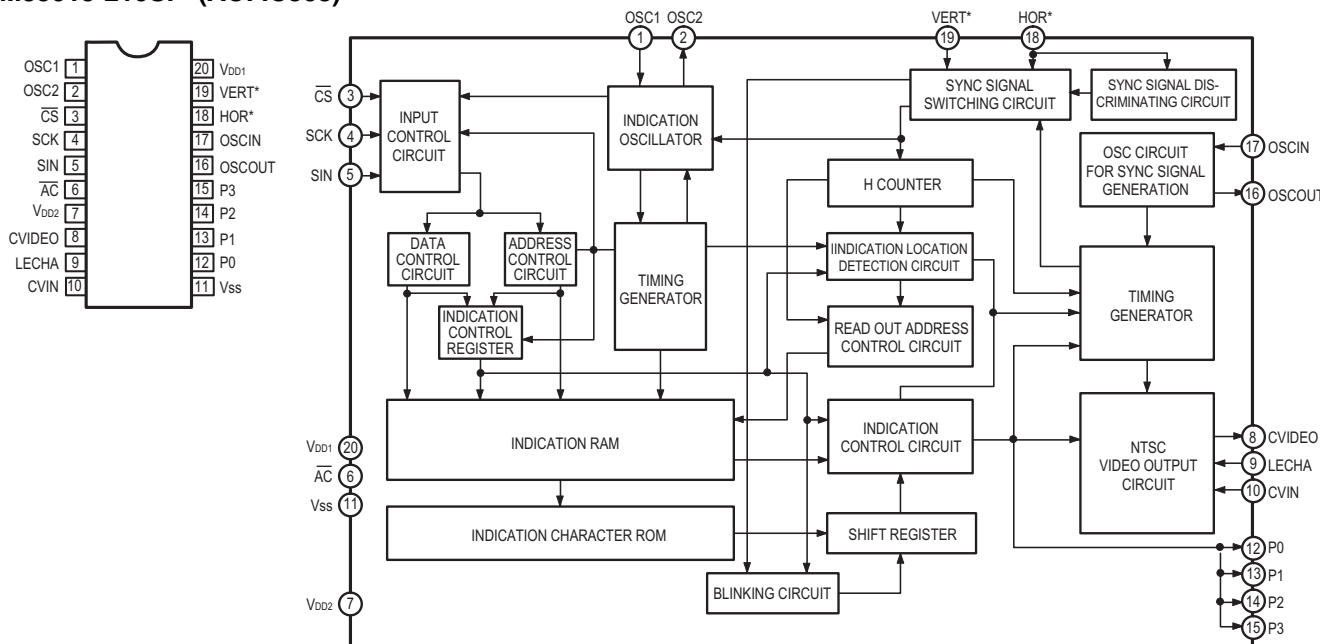 OSC1 1
OSC2 2
CS 3
SCK 4
SIN 5
AC 6
VDD2 7
CVIDEO 8
LECHA 9
CVIN 10
20 VDD1
19 VERT*
18 HOR*
17 OSCIN
16 OSCOUT
15 P3
14 P2
13 P1
12 P0
11 Vss
OSC1 OSC2
1 2
VERT* HOR*
19 18
CS 3
SCK 4
SIN 5
INPUT
CONTROL
CIRCUIT
INDICATION
OSCILLATOR
SYNC SIGNAL
SWITCHING CIRCUIT
SYNC SIGNAL DIS-
CRIMINATING CIRCUIT
OSC CIRCUIT
FOR SYNC SIGNAL
GENERATION
17 OSCIN
16 OSCOUT
H COUNTER
DATA
CONTROL
CIRCUIT
ADDRESS
CONTROL
CIRCUIT
TIMING
GENERATOR
IINDICATION LOCATION
DETECTION CIRCUIT
TIMING
GENERATOR
INDICATION
CONTROL
REGISTER
READ OUT ADDRESS
CONTROL CIRCUIT
INDICATION RAM
INDICATION
CONTROL CIRCUIT
NTSC
VIDEO OUTPUT
CIRCUIT
8 CVIDEO
9 LECHA
10 CVIN
VDD1 20
AC 6
Vss 11
INDICATION CHARACTER ROM
SHIFT REGISTER
BLINKING CIRCUIT
VDD2 7
12 P0
13 P1
14 P2
15 P3